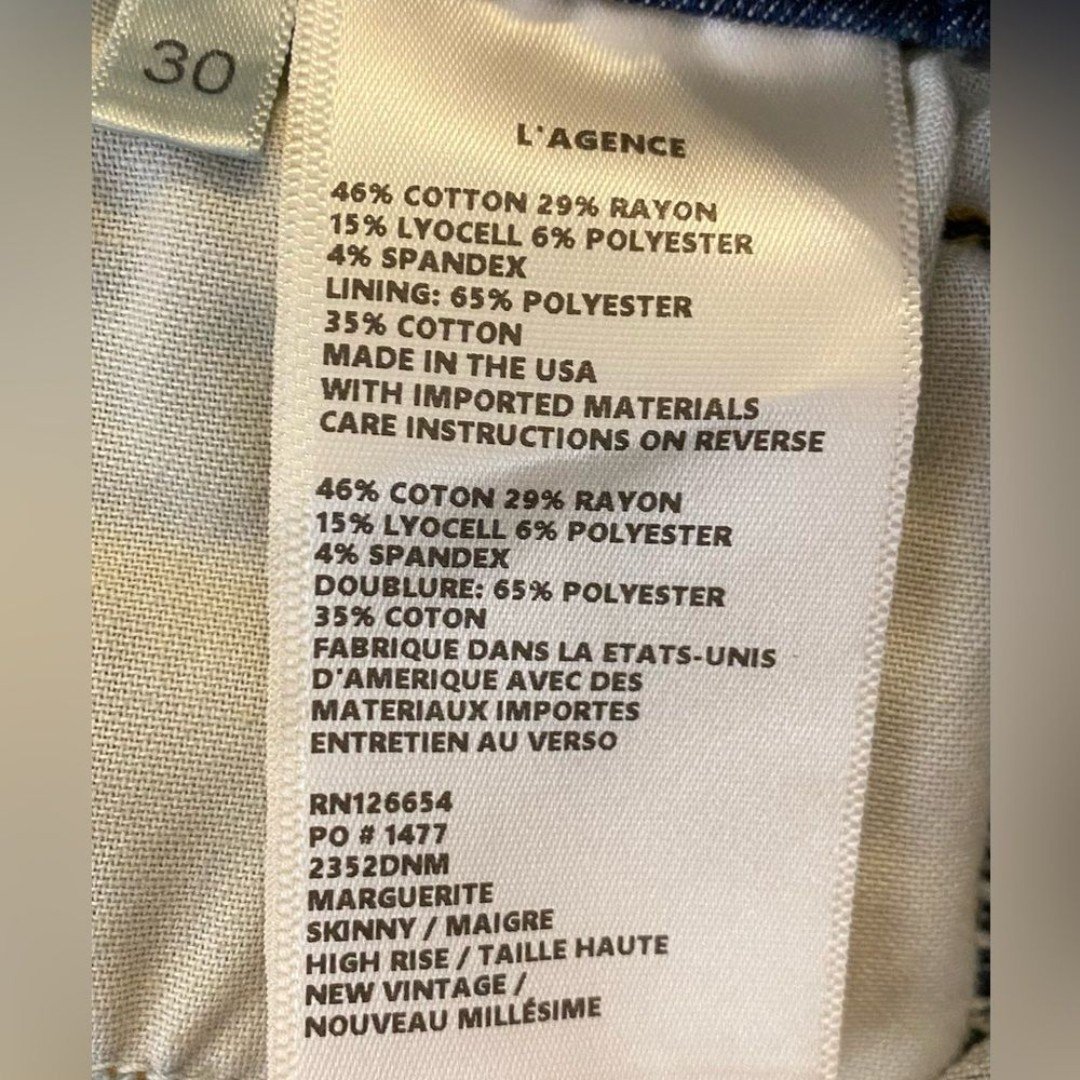 30
L'AGENCE
46% COTTON 29% RAYON
15% LYOCELL 6% POLYESTER
4% SPANDEX
LINING: 65% POLYESTER
35% COTTON
MADE IN THE USA
WITH IMPORTED MATERIALS
CARE INSTRUCTIONS ON REVERSE
46% COTON 29% RAYON
15% LYOCELL 6% POLYESTER
4% SPANDEX
DOUBLURE: 65% POLYESTER
35% COTON
FABRIQUE DANS LA ETATS-UNIS
D'AMERIQUE AVEC DES
MATERIAUX IMPORTES
ENTRETIEN AU VERSO
RN126654
PO # 1477
2352DNM
MARGUERITE
SKINNY / MAIGRE
HIGH RISE / TAILLE HAUTE
NEW VINTAGE /
NOUVEAU MILLÉSIME